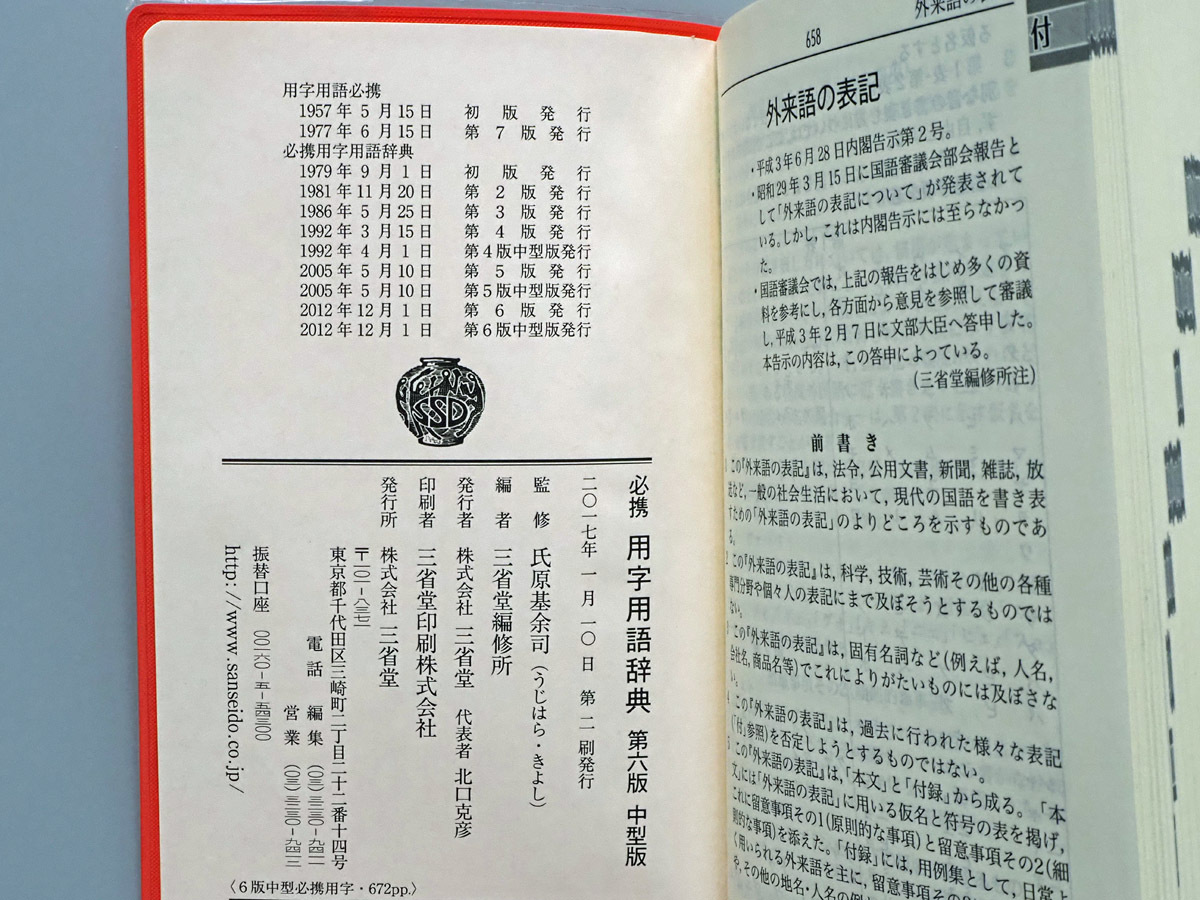 用字用語必携
1957年 5月15日 初版発行
1977年 6月15日 第7版発行
必携用字用語辞典
1979年 9月 1日 初版発行
1981年11月20日 第2版発行
1986年 5月25日 第3版発行
1992年 3月15日 第4版発行
1992年 4月 1日 第4版中型版発行
2005年 5月10日 第5版発行
2005年 5月10日 第5版中型版発行
2012年12月 1日 第6版発行
2012年12月 1日 第6版中型版発行
SSD
必携 用字用語辞典 第六版 中型版
二〇一七年一月一〇日 第二刷発行
監修 氏原基余司（うじはら・きよし）
編者 三省堂編修所
発行者 株式会社 三省堂 代表者 北口克彦
印刷者 三省堂印刷株式会社
発行所 株式会社 三省堂
〒一〇一-八三七一
東京都千代田区三崎町二丁目二十二番十四号
電話 編集（〇三）三二三〇-九四一一
営業（〇三）三二三〇-九四一二
振替口座 〇〇一六〇-五-五四三〇〇
http://www.sanseido.co.jp/
〈6版中型必携用字・672pp.〉
658
付
外来語の表記
・平成3年6月28日内閣告示第2号。
・昭和29年3月15日に国語審議会部会報告と
して「外来語の表記について」が発表されて
いる。しかし，これは内閣告示には至らなかっ
た。
・国語審議会では，上記の報告をはじめ多くの資
料を参考にし，各方面から意見を参照して審議
し，平成3年2月7日に文部大臣へ答申した。
本告示の内容は，この答申によっている。
（三省堂編修所注）
前書き
1 この『外来語の表記』は，法令，公用文書，新聞，雑誌，放
送など，一般の社会生活において，現代の国語を書き表
すための「外来語の表記」のよりどころを示すものであ
る。
2 この『外来語の表記』は，科学，技術，芸術その他の各種
専門分野や個々人の表記にまで及ぼそうとするものでは
ない。
3 この『外来語の表記』は，固有名詞など（例えば，人名，
会社名，商品名等）でこれによりがたいものには及ぼさな
い。
4 この『外来語の表記』は，過去に行われた様々な表記
（「付」参照）を否定しようとするものではない。
5 この『外来語の表記』は，「本文」と「付録」から成る。「本
文」には「外来語の表記」に用いる仮名と符号の表を掲げ，
これに留意事項その1（原則的な事項）と留意事項その2（細
則的な事項）を添えた。「付録」には，用例集として，日常よ
く用いられる外来語を主に，留意事項その2
や，その他の地名・人名の例